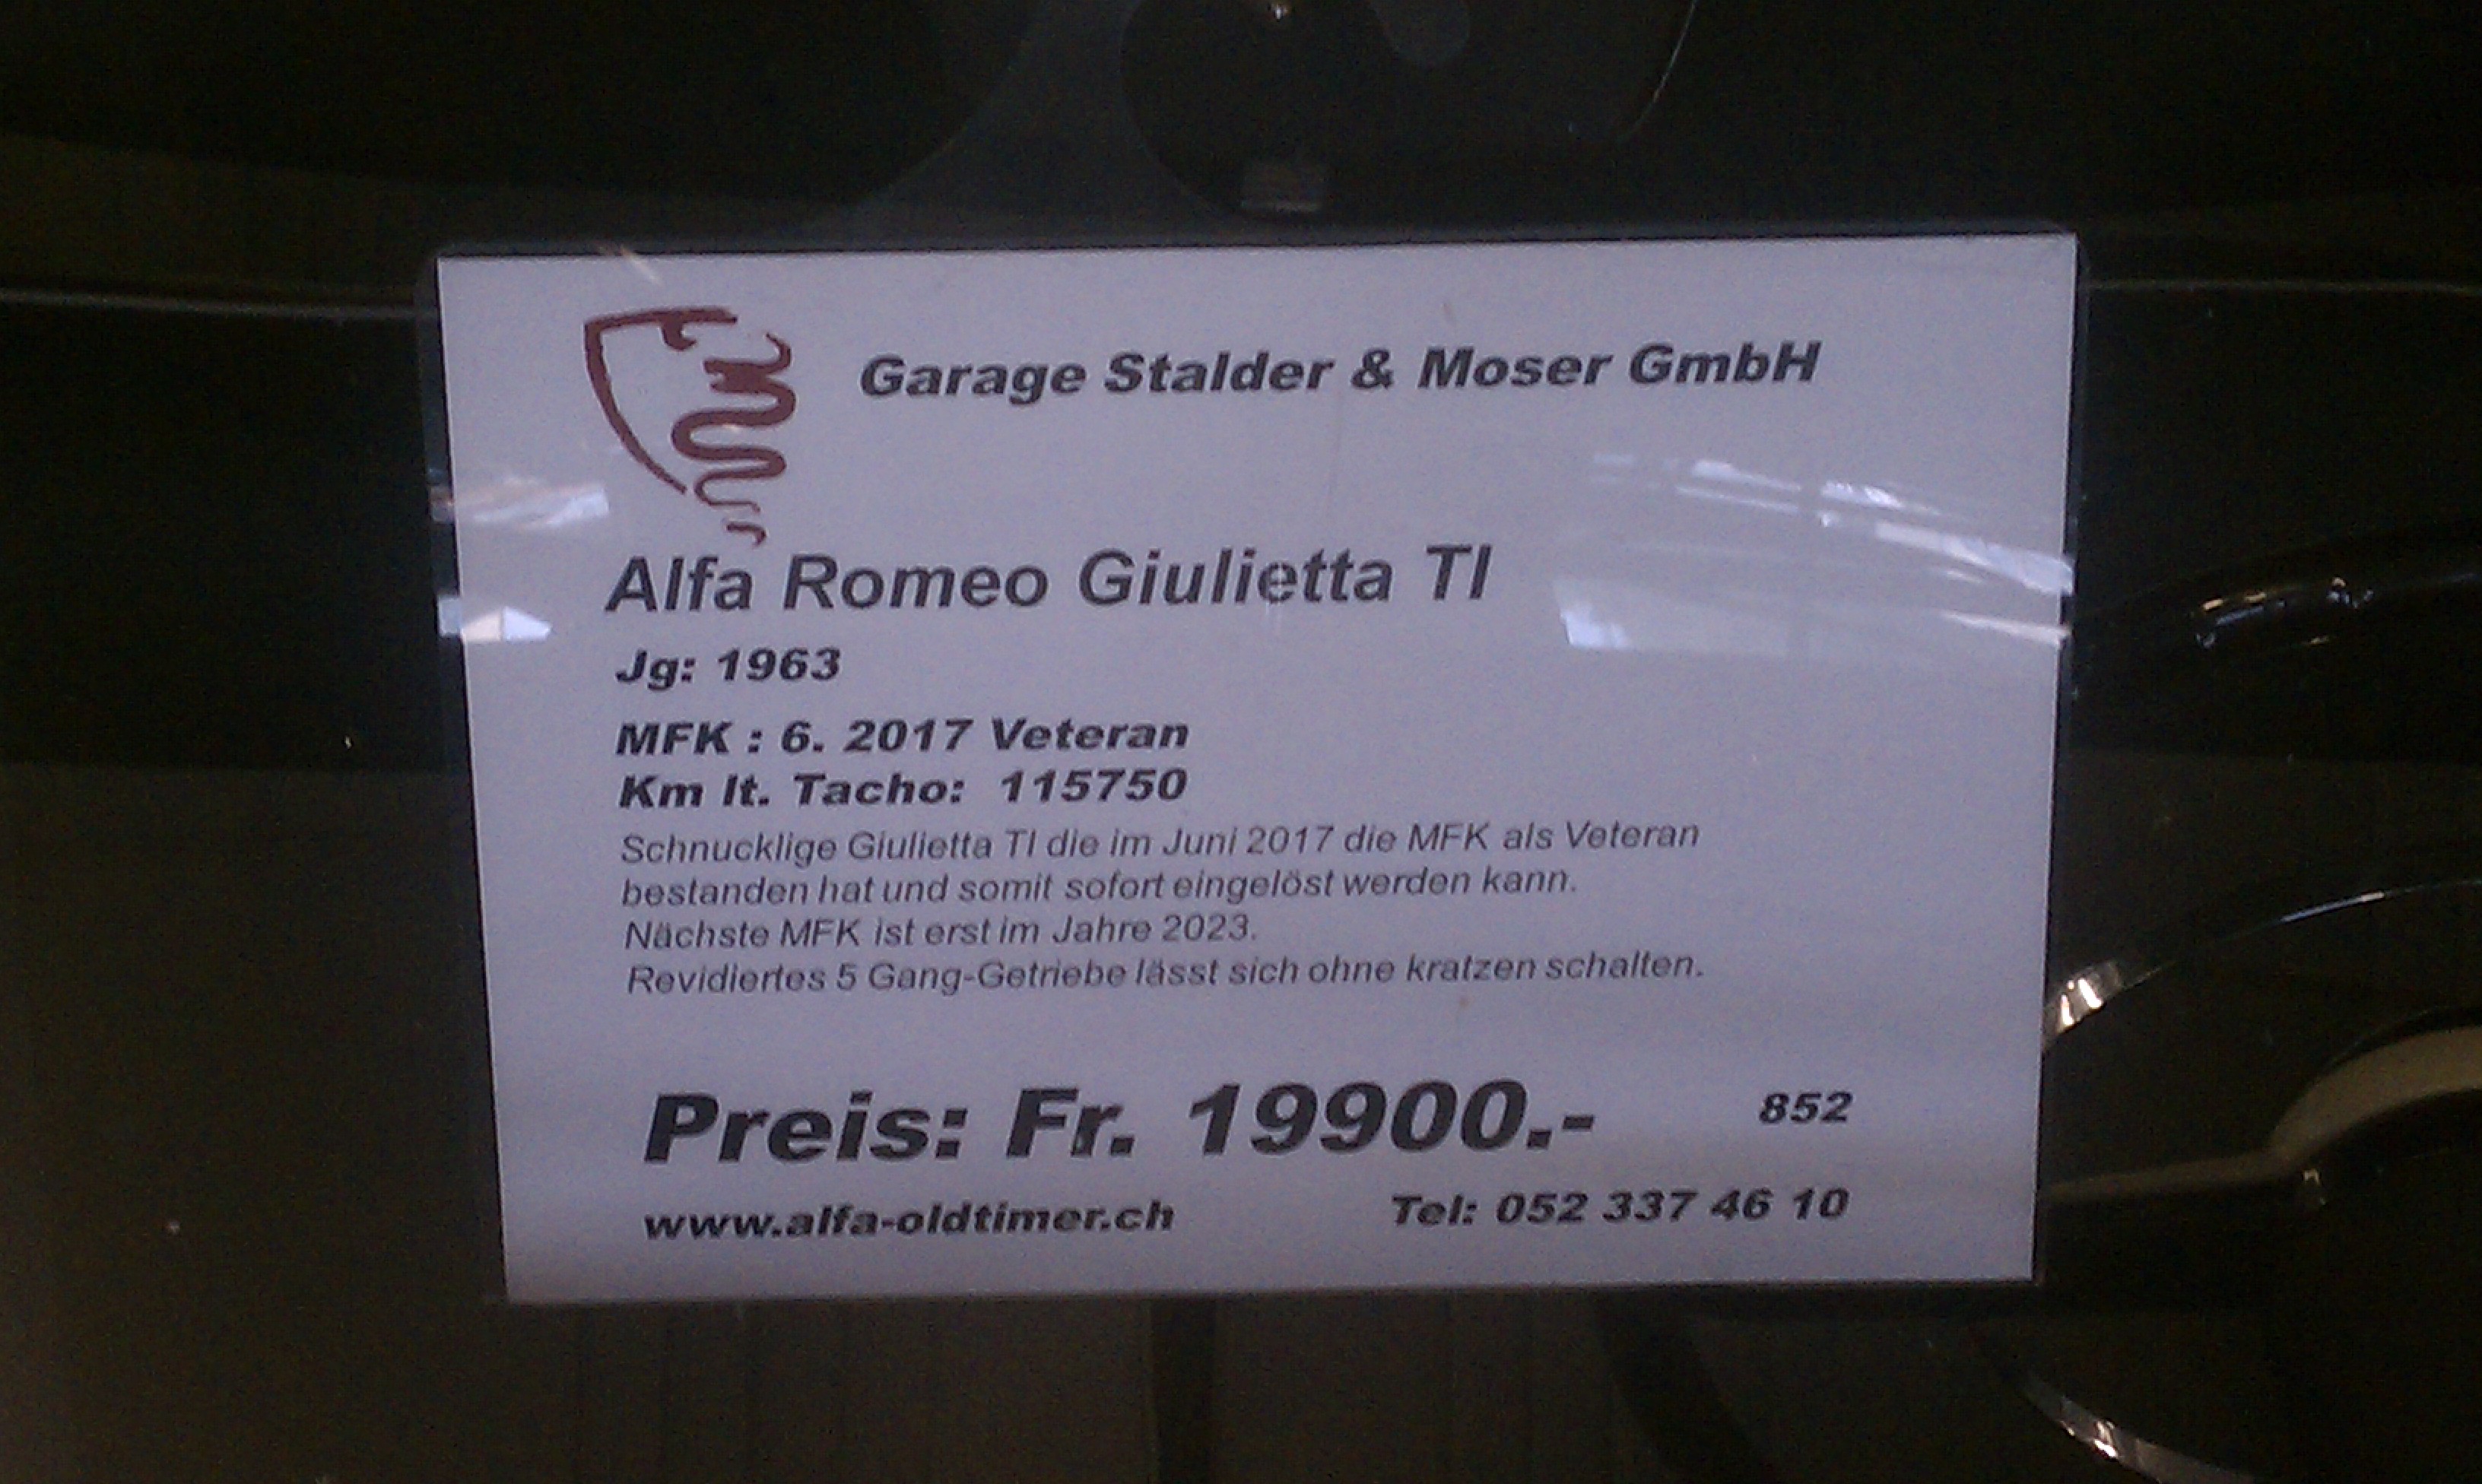 Garage Stalder & Moser GmbH
Alfa Romeo Giulietta TI
Jg: 1963
MFK : 6. 2017 Veteran
Km lt. Tacho: 115750
Schnucklige Giulietta TI die im Juni 2017 die MFK als Veteran
bestanden hat und somit sofort eingelöst werden kann.
Nächste MFK ist erst im Jahre 2023.
Revidiertes 5 Gang-Getriebe lässt sich ohne kratzen schalten.
Preis: Fr. 19900.- 852
www.alfa-oldtimer.ch Tel: 052 337 46 10